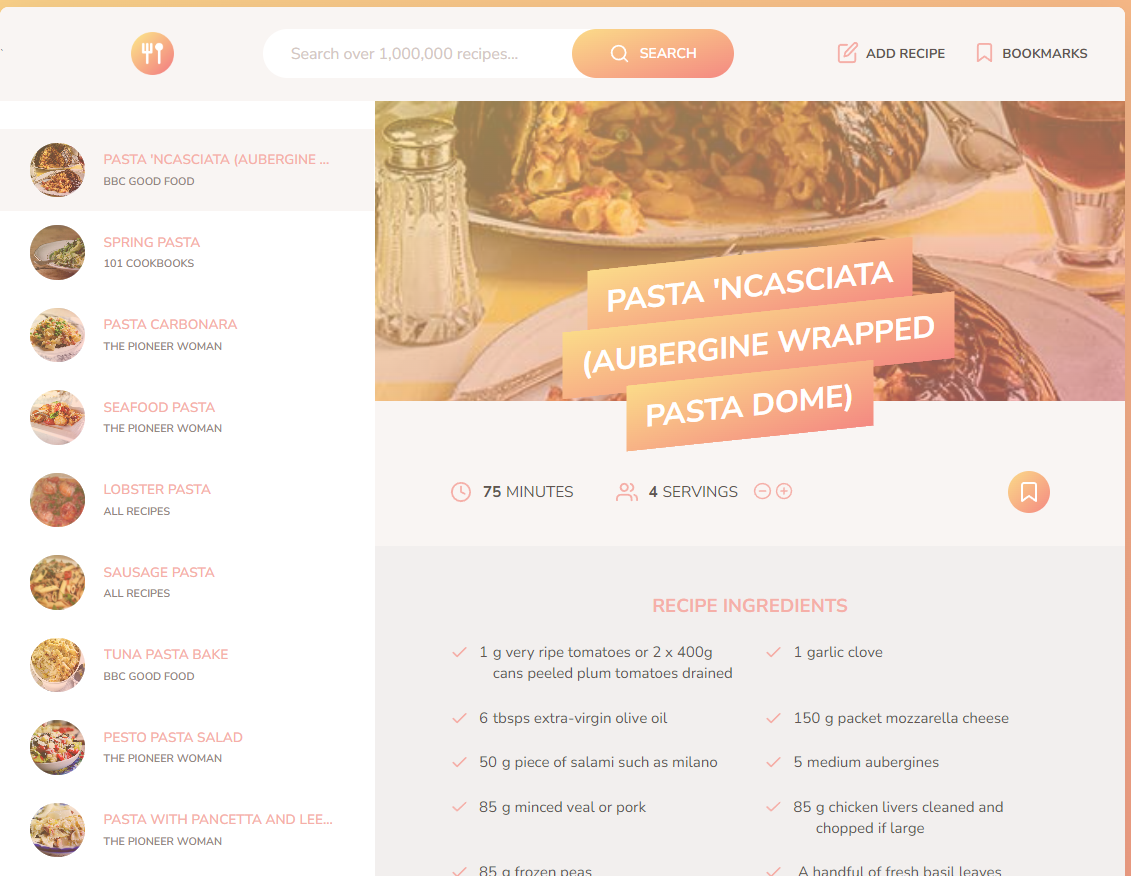 Search over 1,000,000 recipes...
SEARCH
ADD RECIPE
BOOKMARKS
PASTA 'NCASCIATA (AUBERGINE ...
BBC GOOD FOOD
SPRING PASTA
101 COOKBOOKS
PASTA CARBONARA
THE PIONEER WOMAN
SEAFOOD PASTA
THE PIONEER WOMAN
LOBSTER PASTA
ALL RECIPES
SAUSAGE PASTA
ALL RECIPES
TUNA PASTA BAKE
BBC GOOD FOOD
PESTO PASTA SALAD
THE PIONEER WOMAN
PASTA WITH PANCETTA AND LEE...
THE PIONEER WOMAN
PASTA 'NCASCIATA
(AUBERGINE WRAPPED
PASTA DOME)
75 MINUTES
4 SERVINGS
RECIPE INGREDIENTS
1 g very ripe tomatoes or 2 x 400g
cans peeled plum tomatoes drained
1 garlic clove
6 tbsps extra-virgin olive oil
150 g packet mozzarella cheese
50 g piece of salami such as milano
5 medium aubergines
85 g minced veal or pork
85 g chicken livers cleaned and
chopped if large
85 g frozen peas
A handful of fresh basil leaves